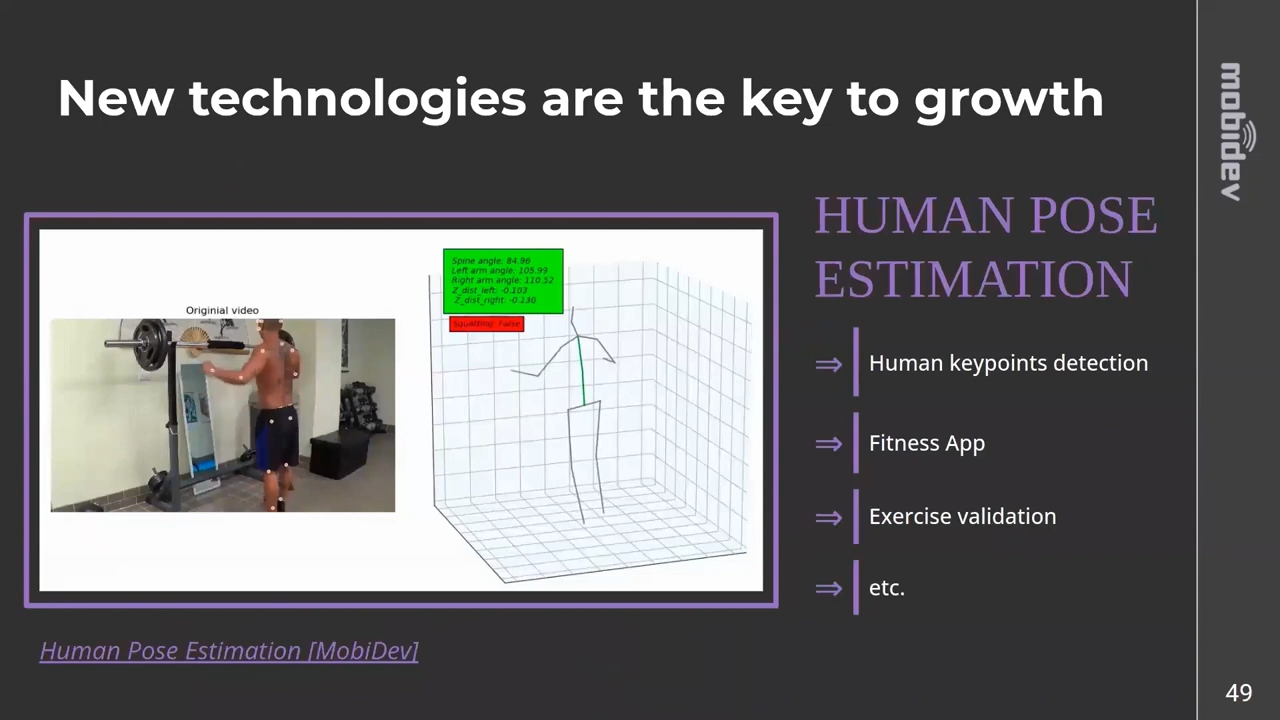 New technologies are the key to growth
mobidev
HUMAN POSE
ESTIMATION
Spine angle: 84.96
Left arm angle: 105.99
Right arm angle: 110.52
Z_dist_left: -0.103
Z_dist_right: -0.130
Squatting: False
Originial video
Human keypoints detection
Fitness App
Exercise validation
etc.
Human Pose Estimation [MobiDev]
49